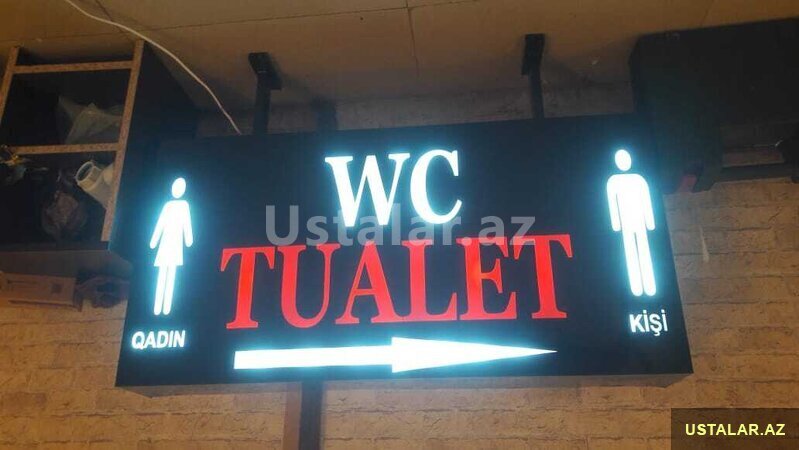 WC
Ustalar.az
TUALET
QADIN
KİŞİ
USTALAR.AZ